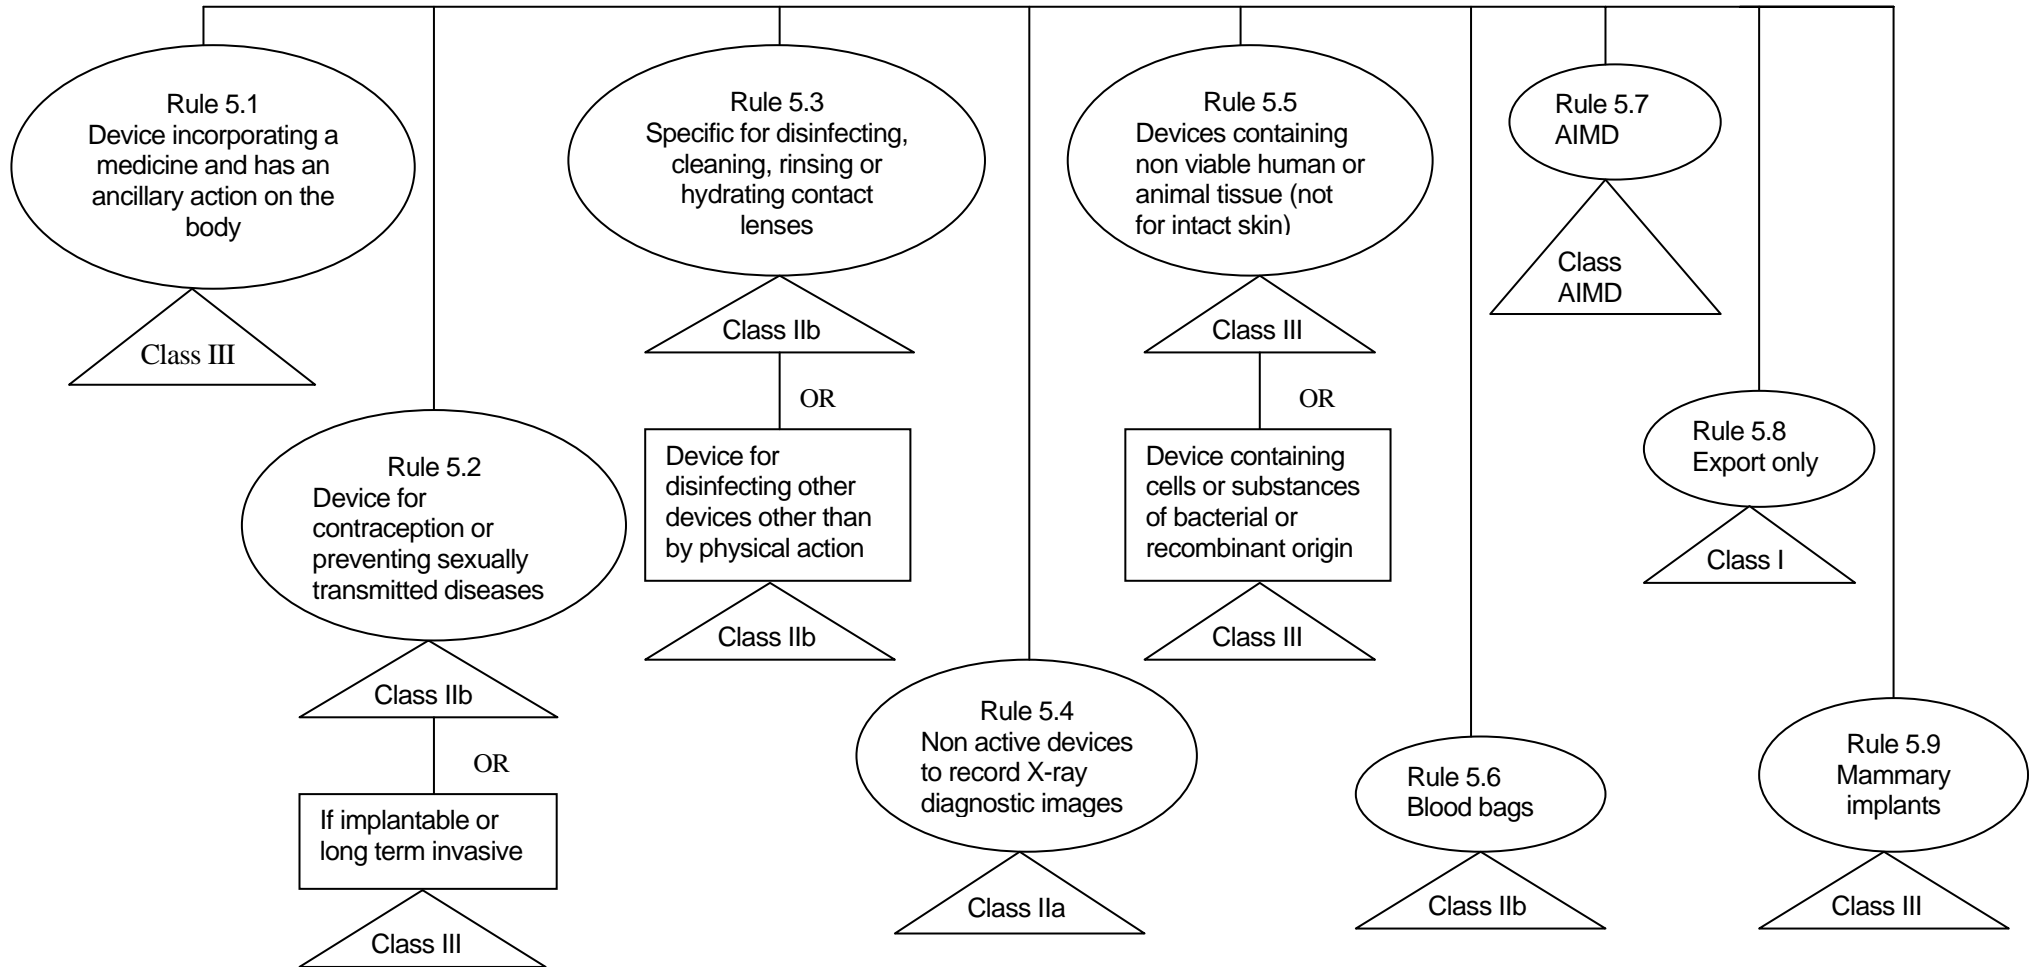 Rule 5.1
Device incorporating a
medicine and has an
ancillary action on the
body
Class III
Rule 5.2
Device for
contraception or
preventing sexually
transmitted diseases
Class IIb
OR
If implantable or
long term invasive
Class III
Rule 5.3
Specific for disinfecting,
cleaning, rinsing or
hydrating contact
lenses
Class IIb
OR
Device for
disinfecting other
devices other than
by physical action
Class IIb
Rule 5.4
Non active devices
to record X-ray
diagnostic images
Class IIa
Rule 5.5
Devices containing
non viable human or
animal tissue (not
for intact skin)
Class III
OR
Device containing
cells or substances
of bacterial or
recombinant origin
Class III
Rule 5.6
Blood bags
Class IIb
Rule 5.7
AIMD
Class
AIMD
Rule 5.8
Export only
Class I
Rule 5.9
Mammary
implants
Class III